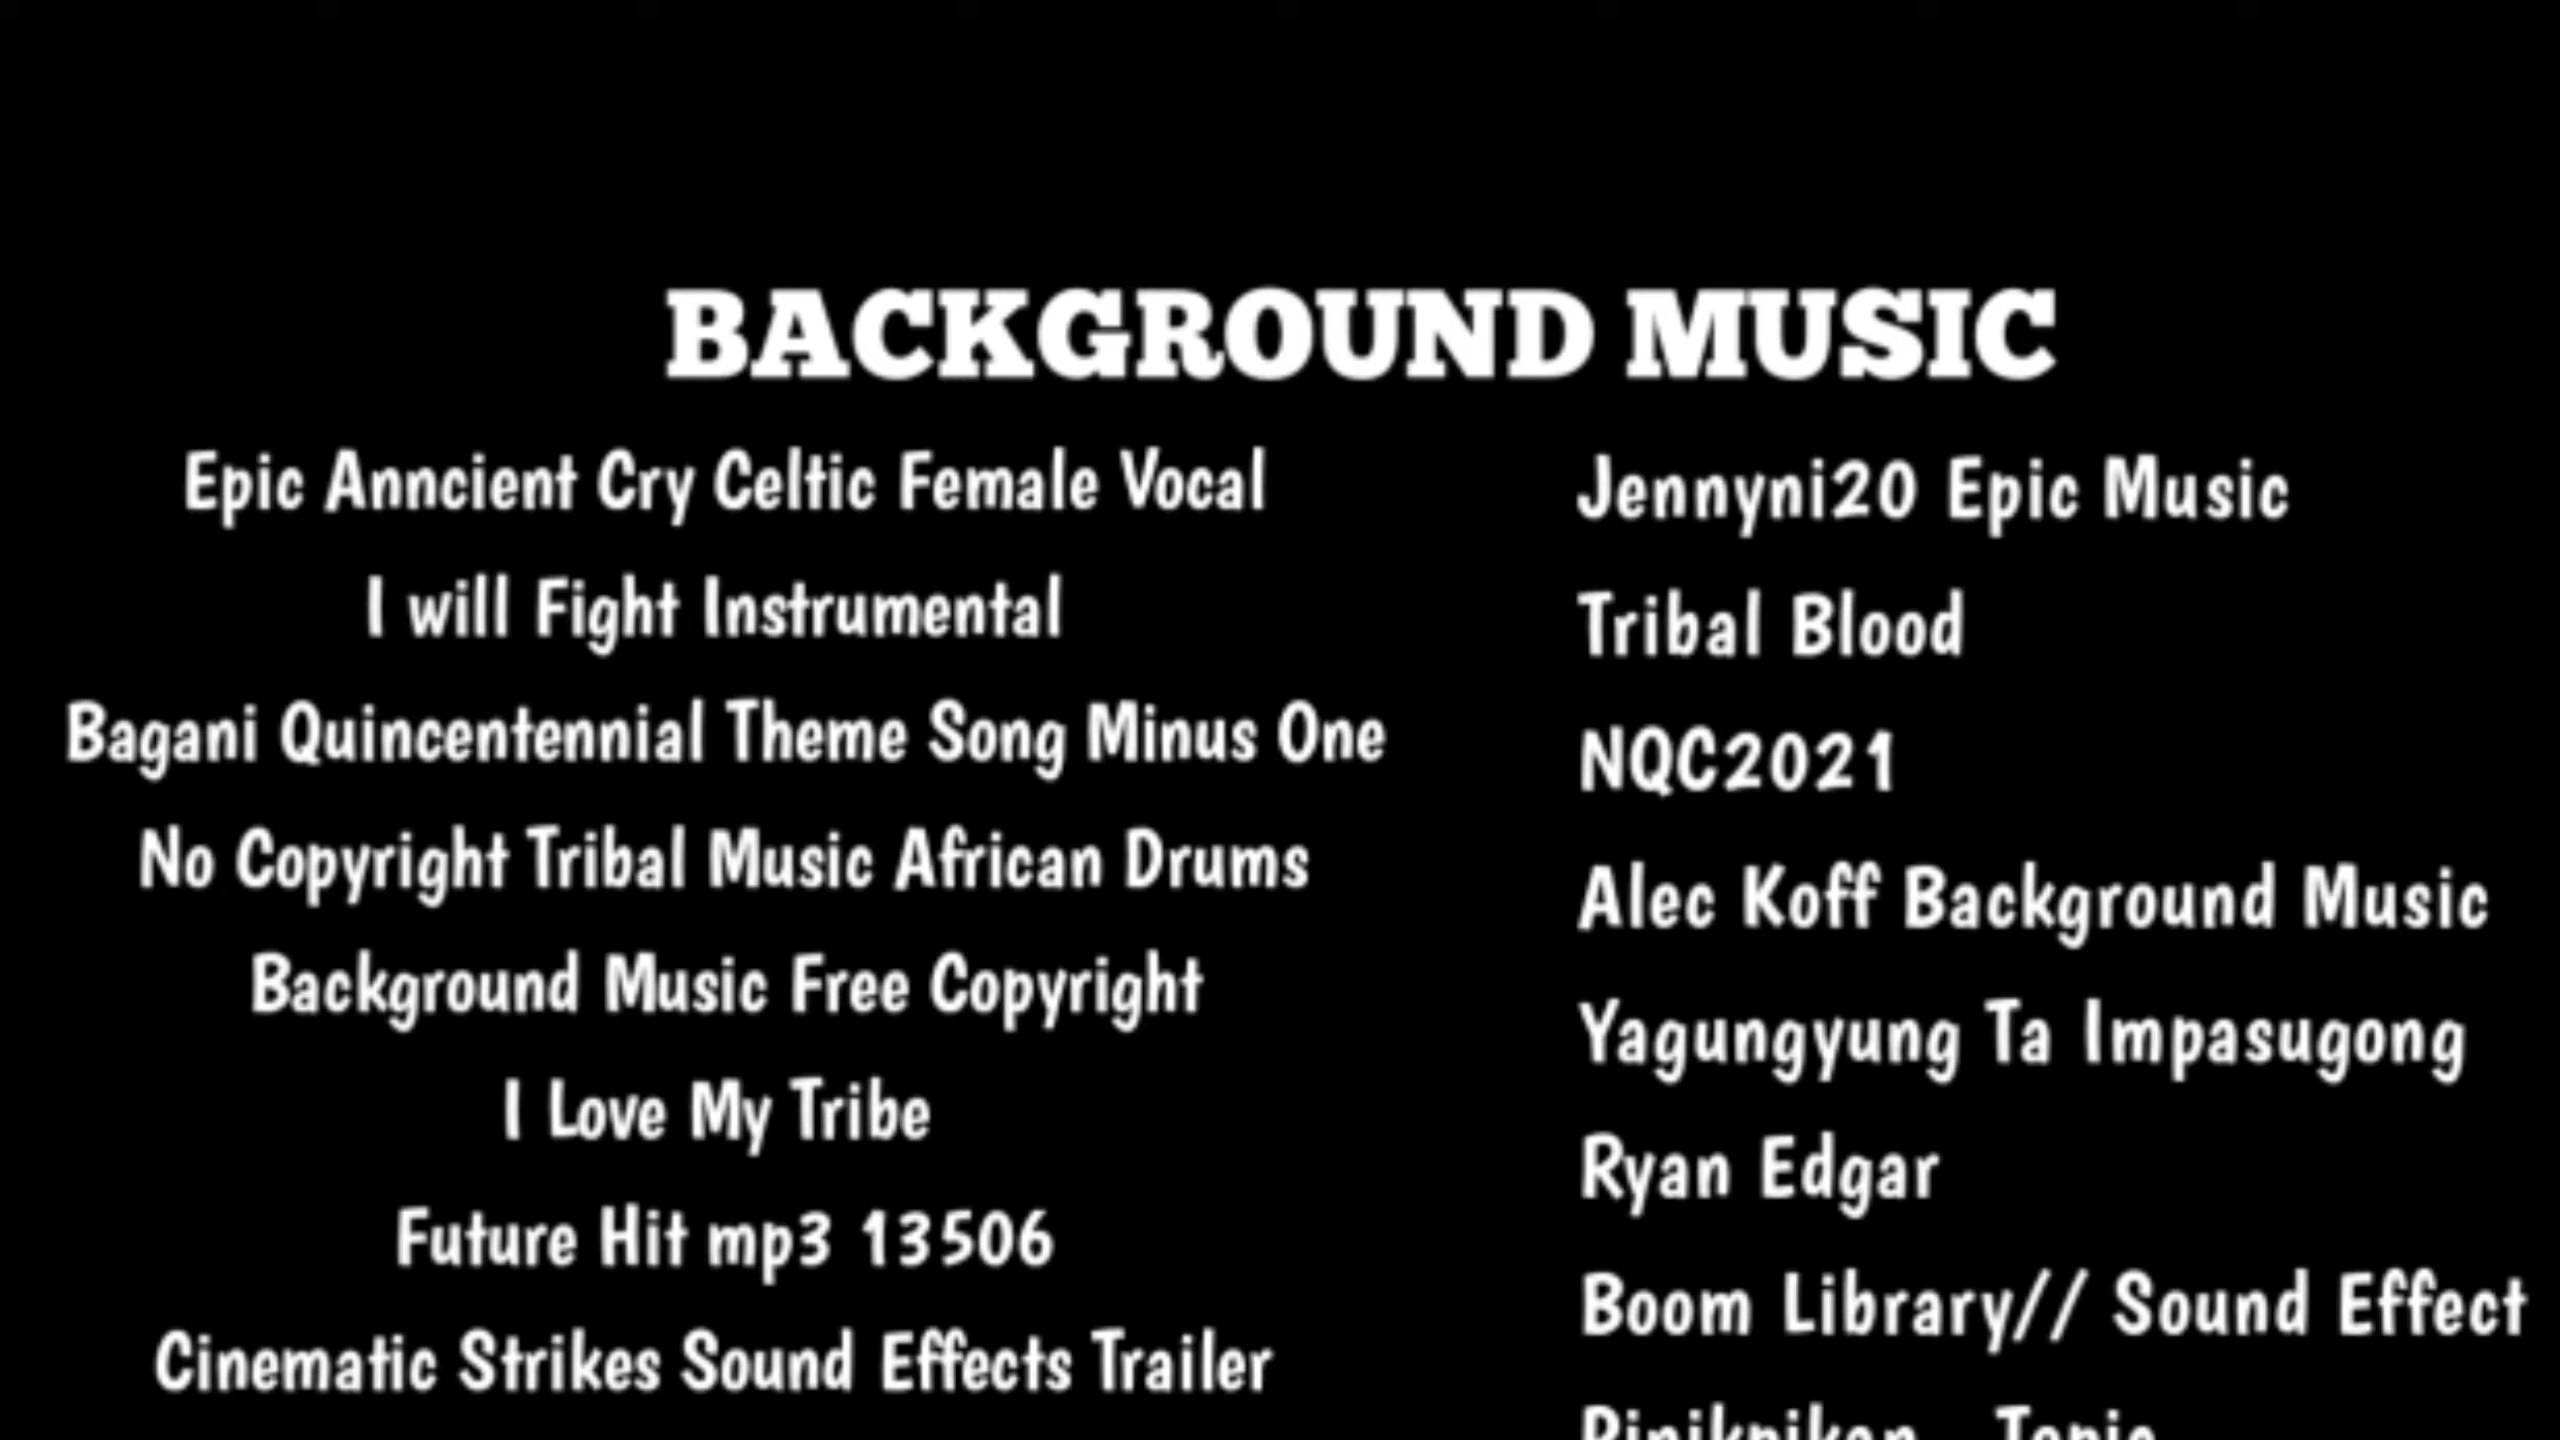 BACKGROUND MUSIC
Epic Anncient Cry Celtic Female Vocal
I will Fight Instrumental
Bagani Quincentennial Theme Song Minus One
No Copyright Tribal Music African Drums
Background Music Free Copyright
I Love My Tribe
Future Hit mp3 13506
Cinematic Strikes Sound Effects Trailer
Jennyni20 Epic Music
Tribal Blood
NQC2021
Alec Koff Background Music
Yagungyung Ta Impasugong
Ryan Edgar
Boom Library// Sound Effect